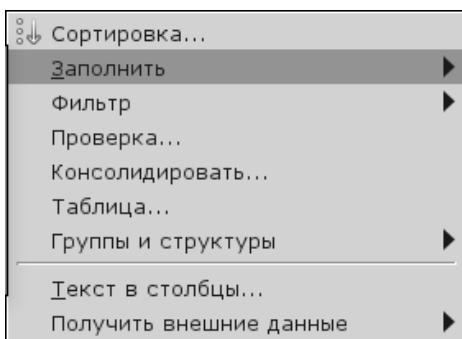 Сортировка...
Заполнить
Фильтр
Проверка...
Консолидировать...
Таблица...
Группы и структуры
Текст в столбцы...
Получить внешние данные